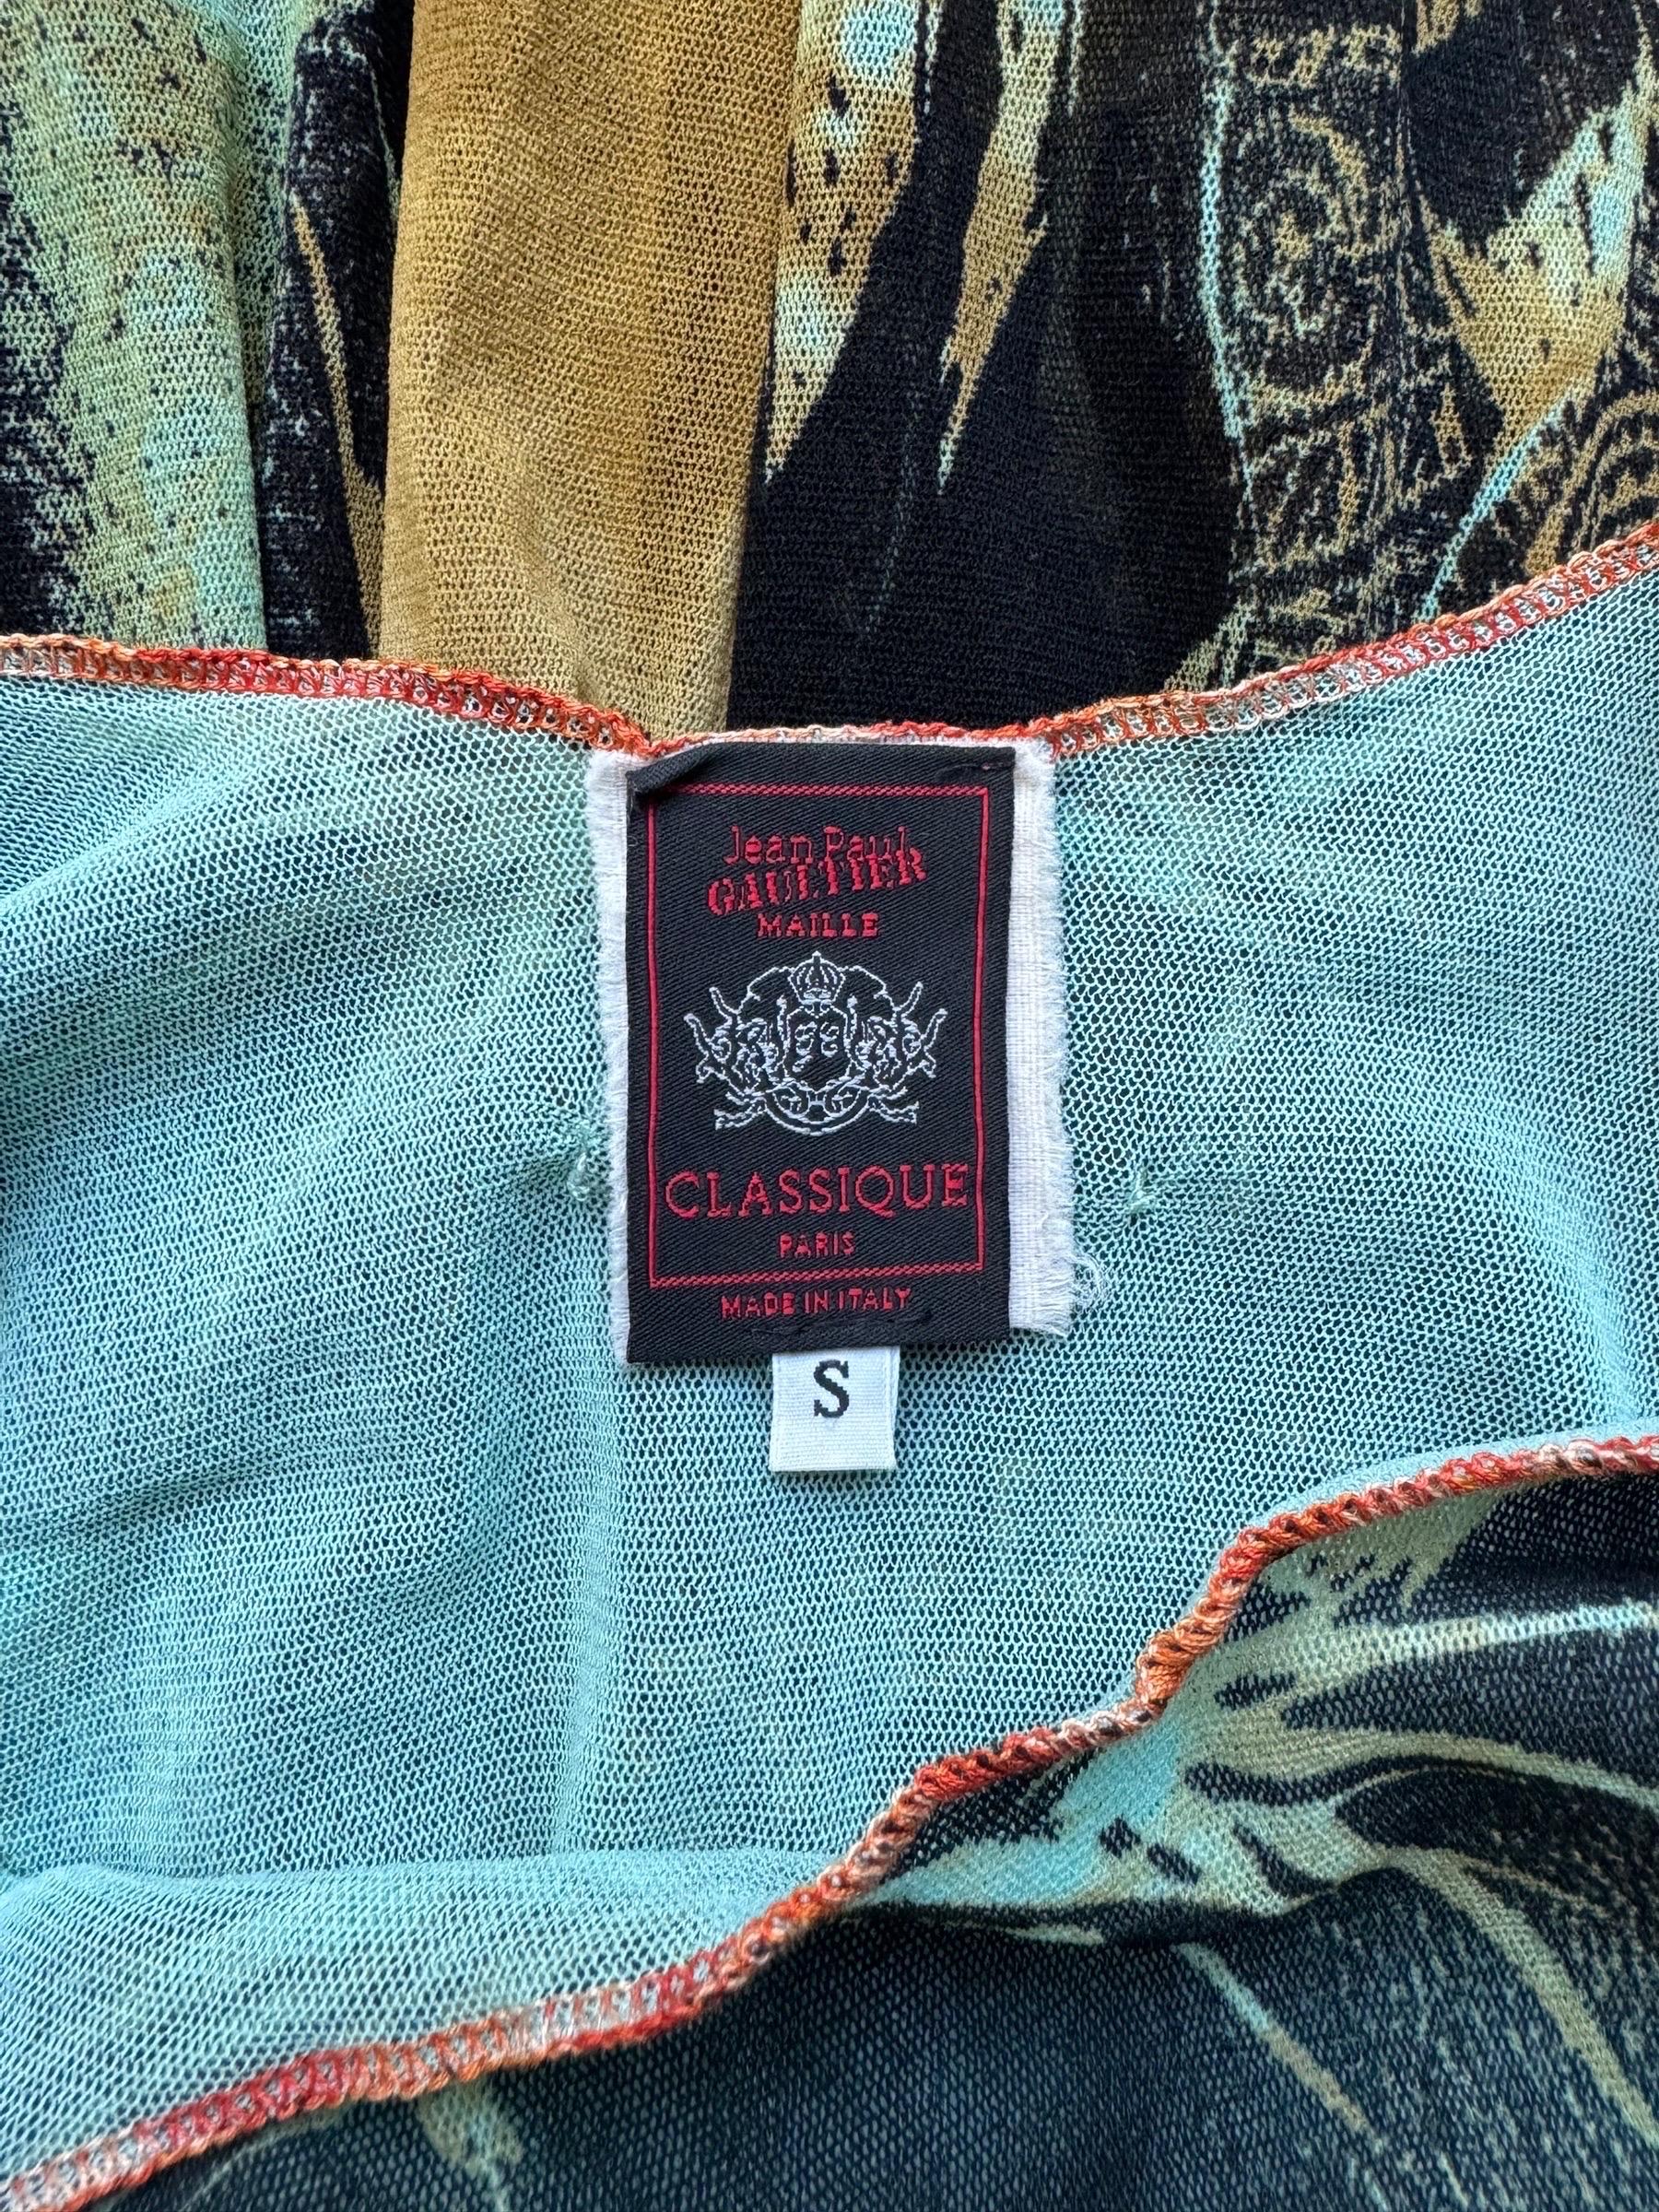 Jean Paul
GAULTIER
MAILLE
CLASSIQUE
PARIS
MADE IN ITALY
S